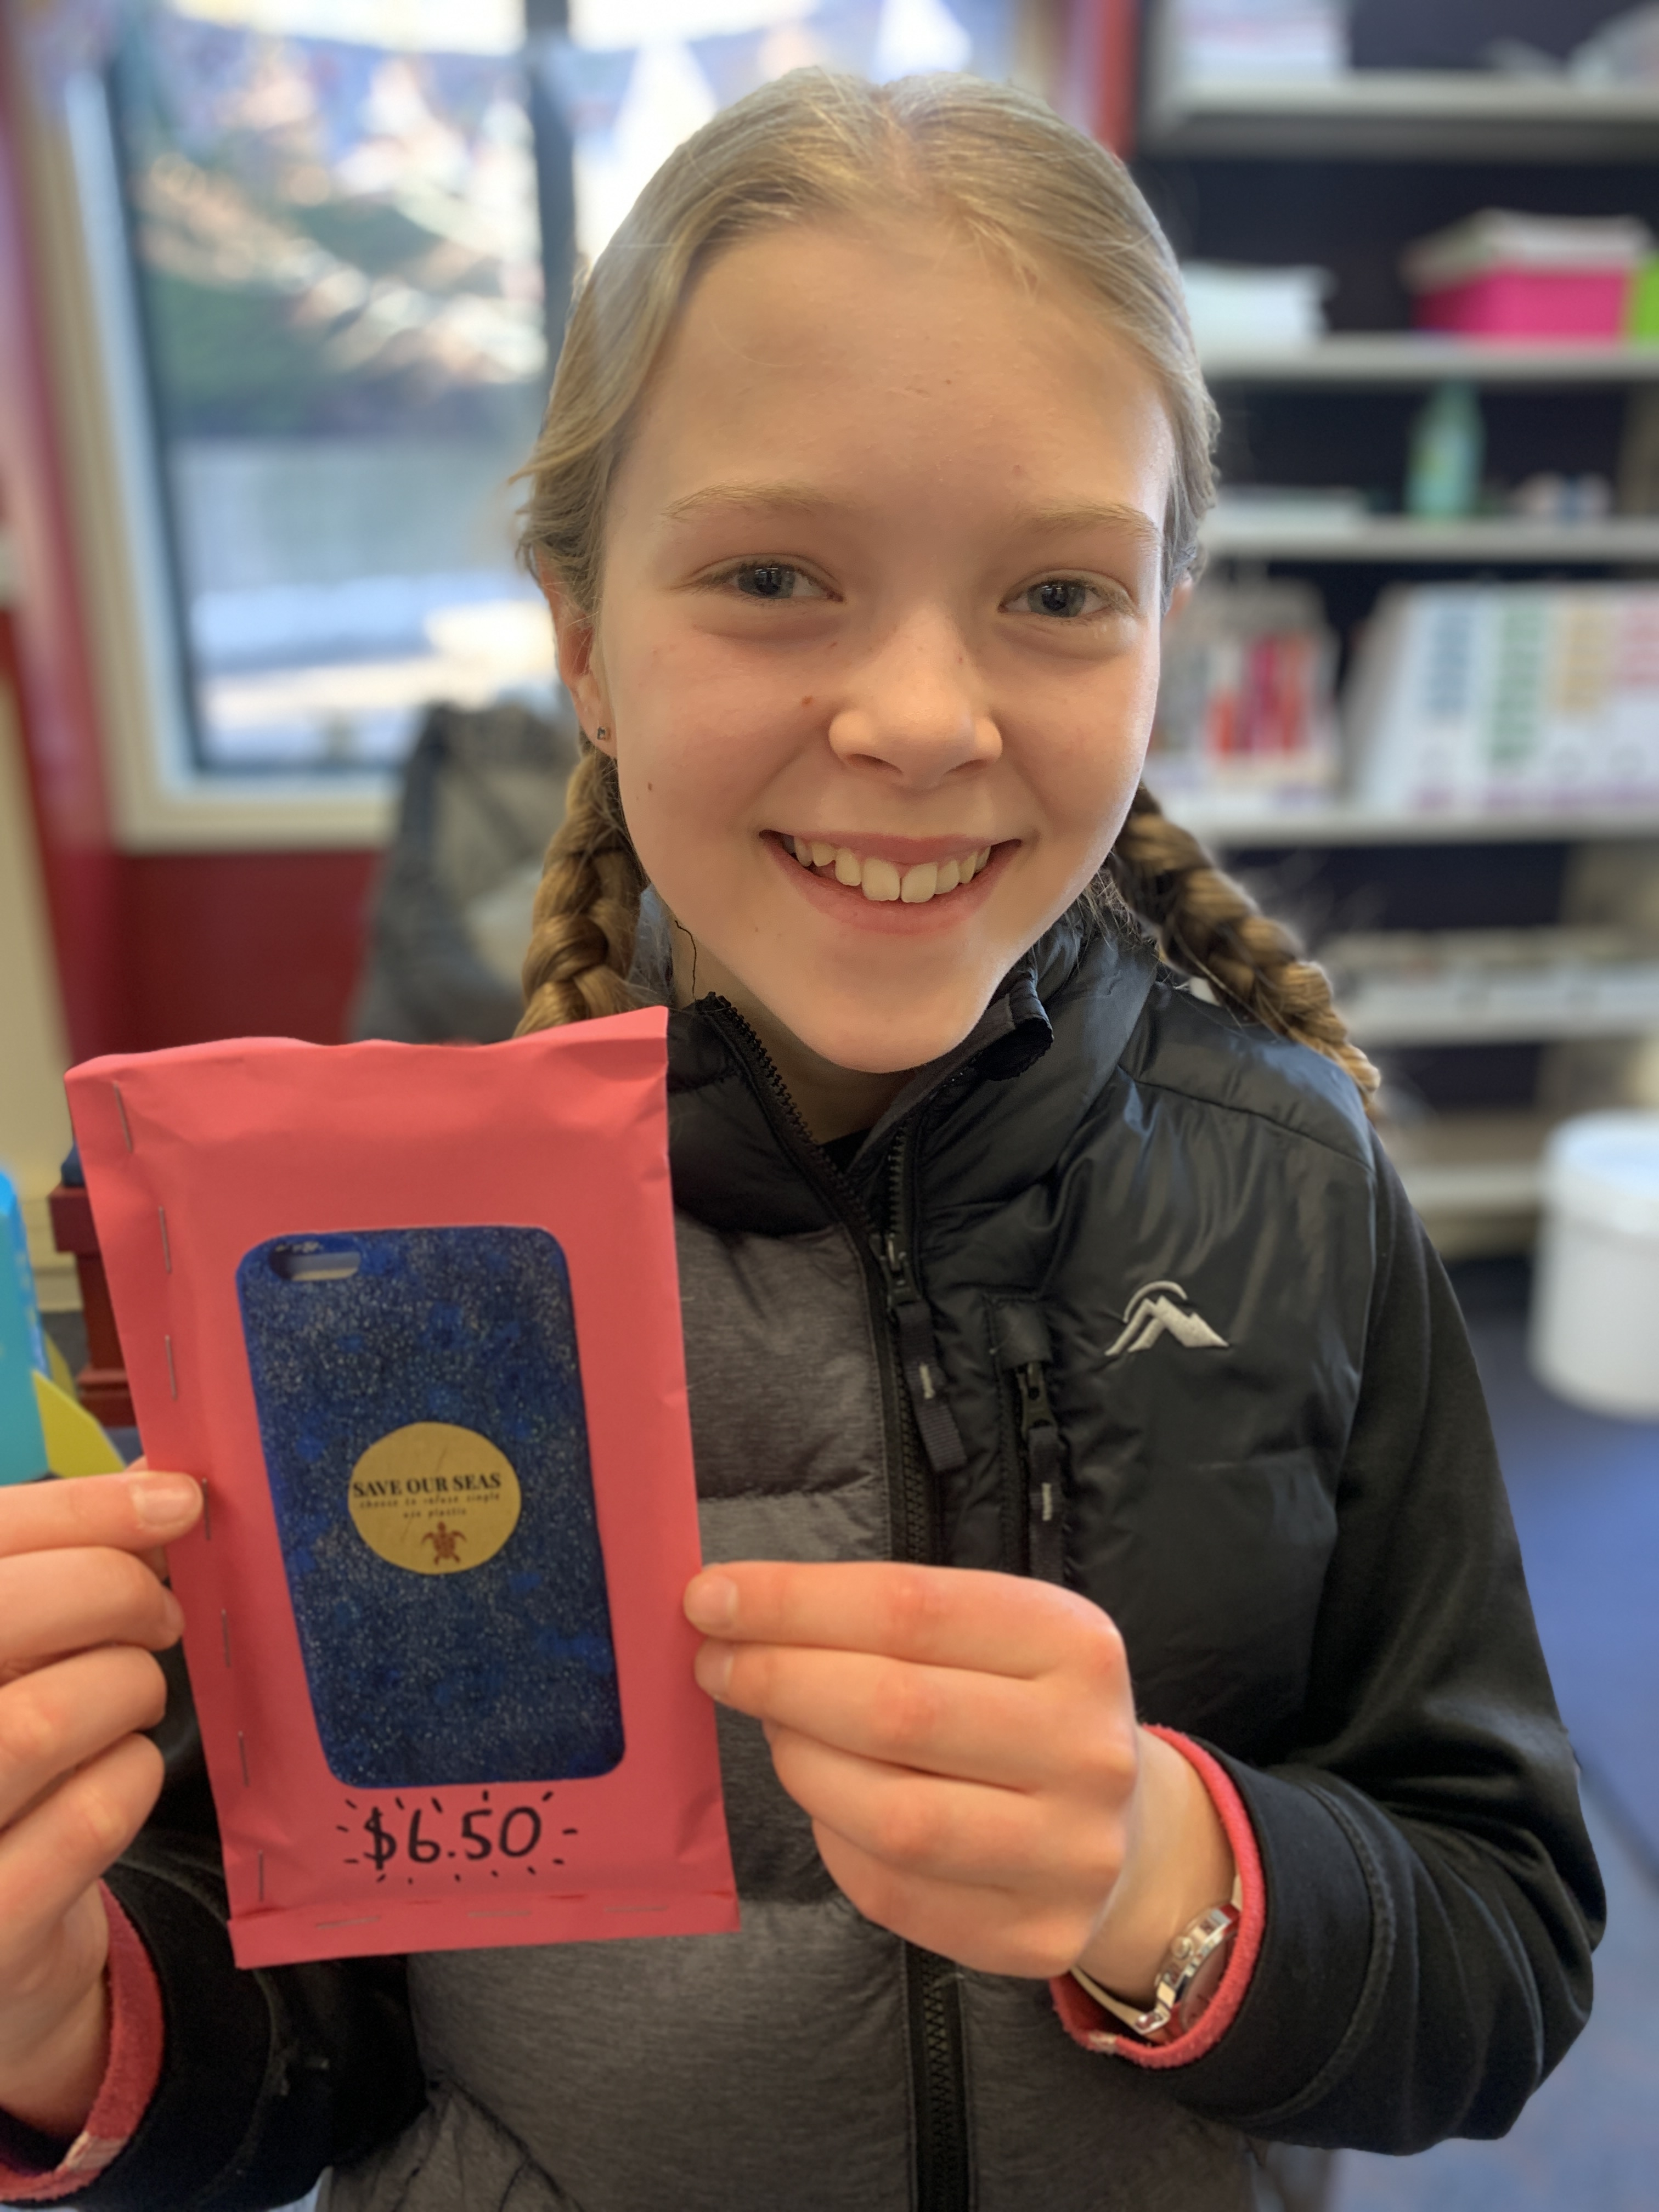 SAVE OUR SEAS
choose to refuse single
use plastic
$6.50